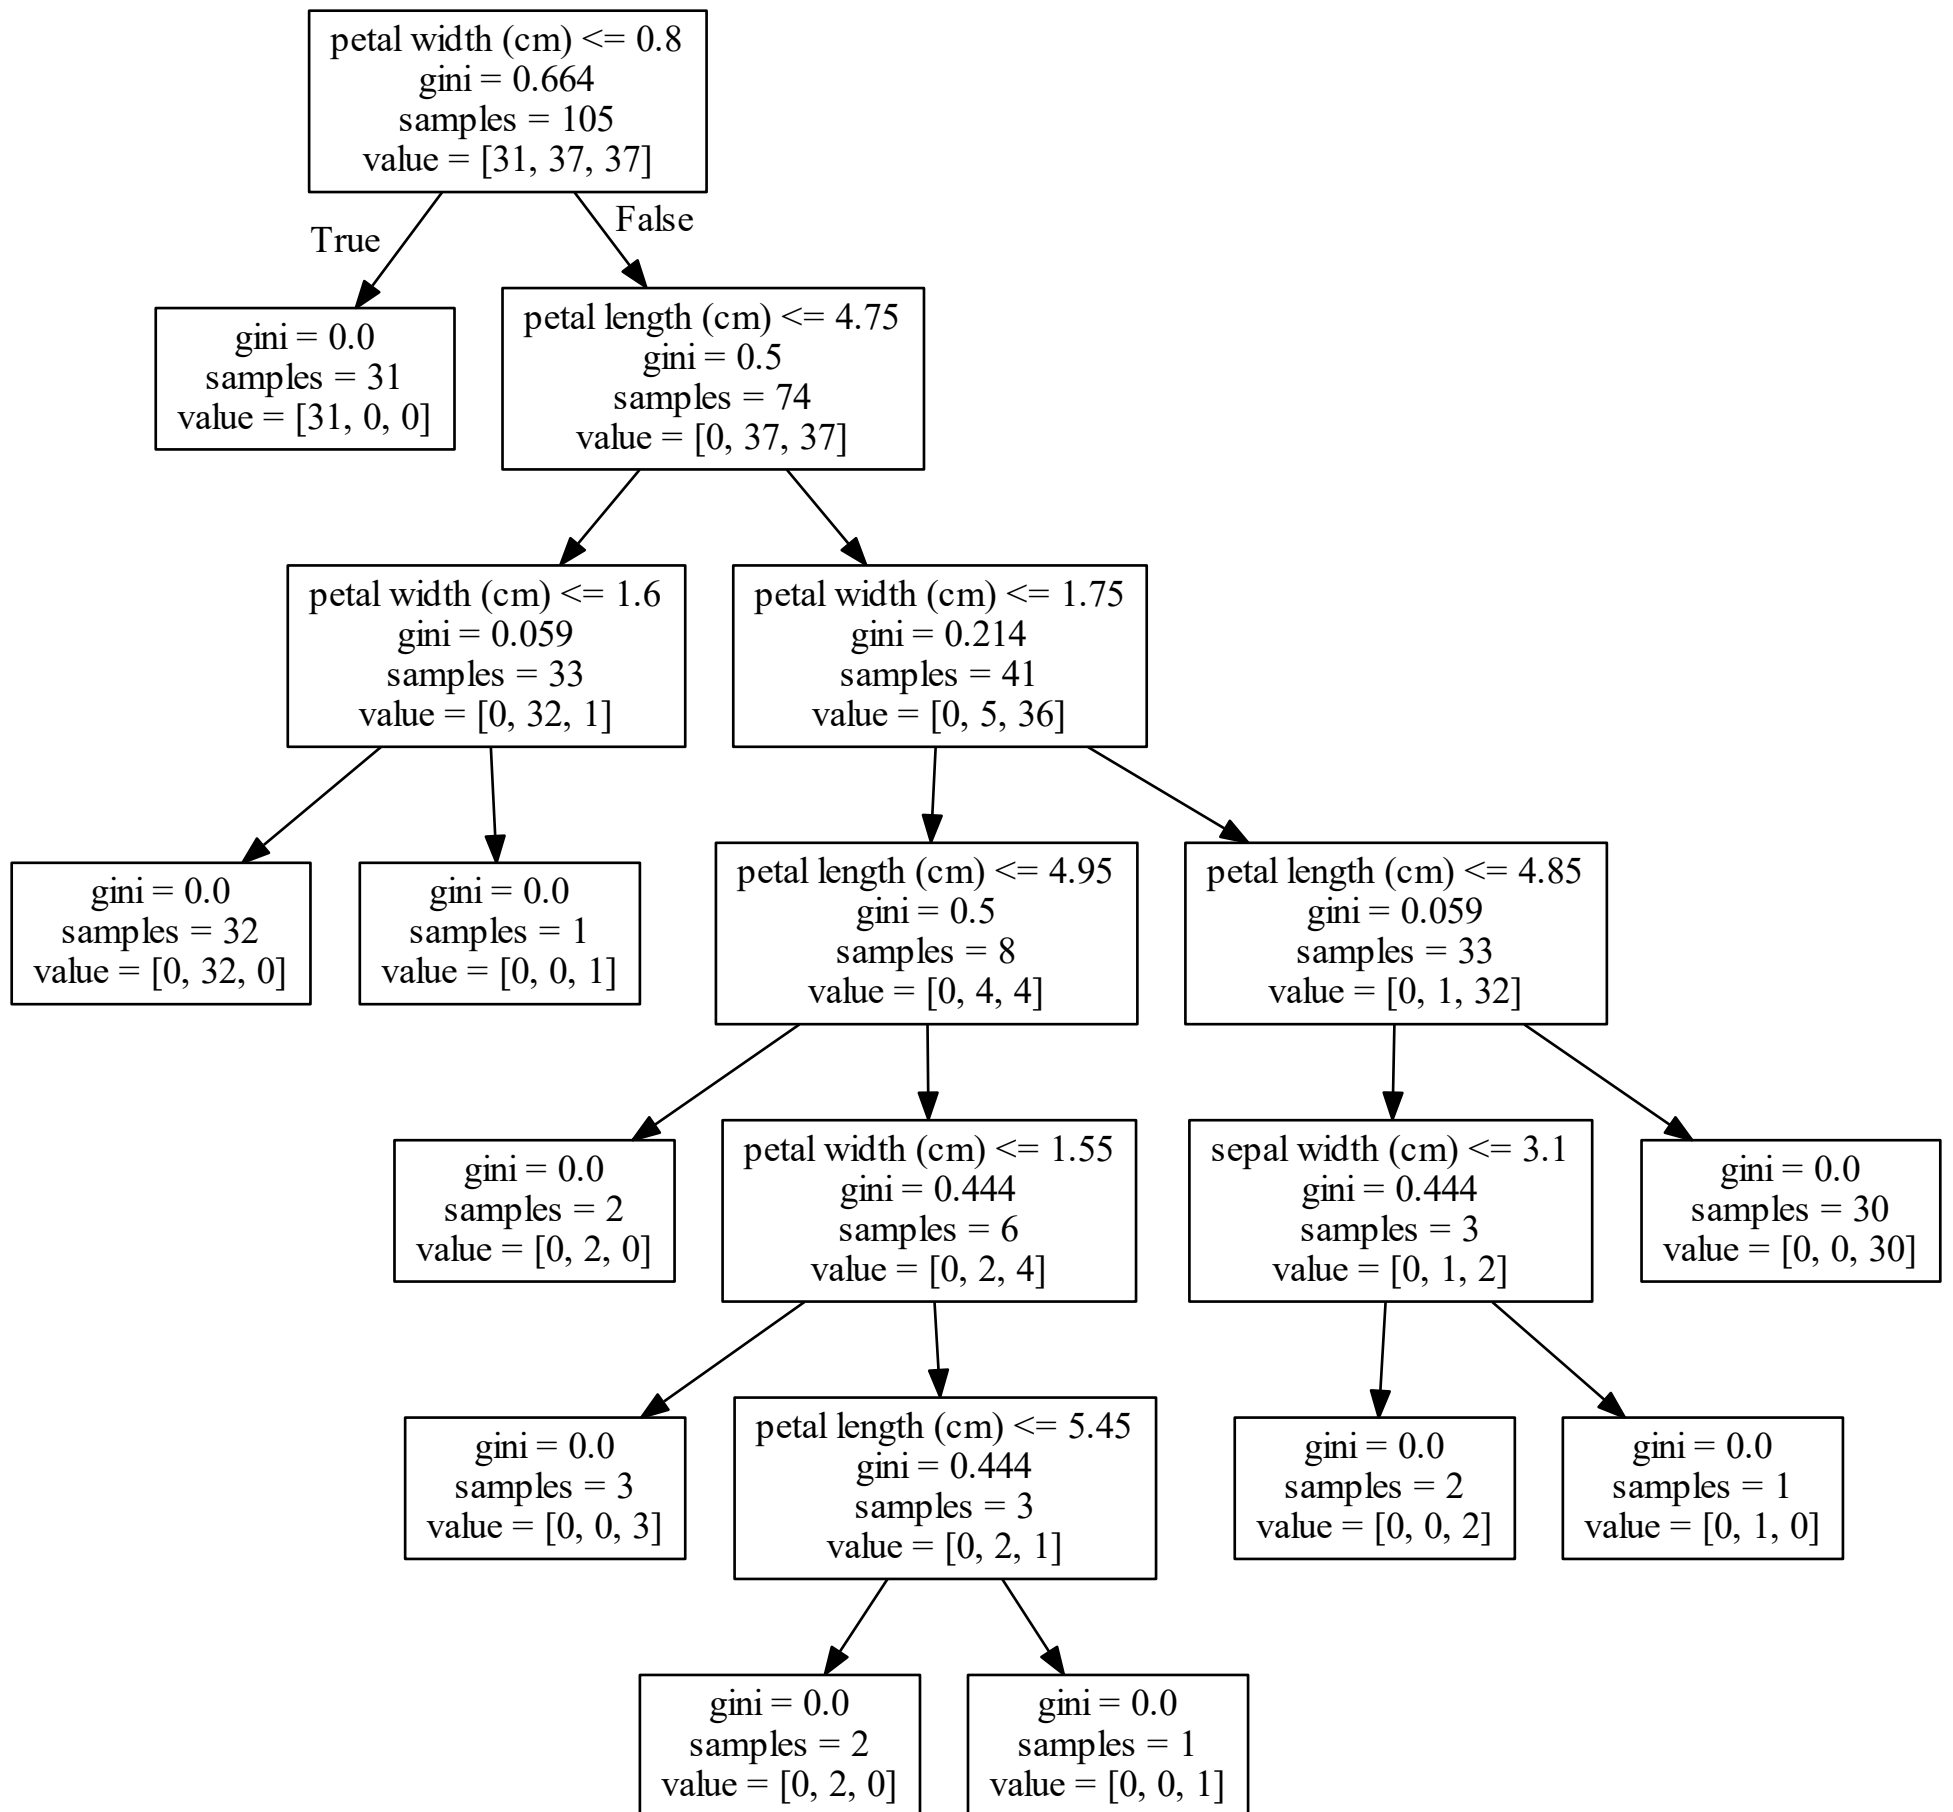 petal width (cm) <= 0.8
gini = 0.664
samples = 105
value = [31, 37, 37]
True
False
gini = 0.0
samples = 31
value = [31, 0, 0]
petal length (cm) <= 4.75
gini = 0.5
samples = 74
value = [0, 37, 37]
petal width (cm) <= 1.6
gini = 0.059
samples = 33
value = [0, 32, 1]
petal width (cm) <= 1.75
gini = 0.214
samples = 41
value = [0, 5, 36]
gini = 0.0
samples = 32
value = [0, 32, 0]
gini = 0.0
samples = 1
value = [0, 0, 1]
petal length (cm) <= 4.95
gini = 0.5
samples = 8
value = [0, 4, 4]
petal length (cm) <= 4.85
gini = 0.059
samples = 33
value = [0, 1, 32]
gini = 0.0
samples = 2
value = [0, 2, 0]
petal width (cm) <= 1.55
gini = 0.444
samples = 6
value = [0, 2, 4]
sepal width (cm) <= 3.1
gini = 0.444
samples = 3
value = [0, 1, 2]
gini = 0.0
samples = 30
value = [0, 0, 30]
gini = 0.0
samples = 3
value = [0, 0, 3]
petal length (cm) <= 5.45
gini = 0.444
samples = 3
value = [0, 2, 1]
gini = 0.0
samples = 2
value = [0, 0, 2]
gini = 0.0
samples = 1
value = [0, 1, 0]
gini = 0.0
samples = 2
value = [0, 2, 0]
gini = 0.0
samples = 1
value = [0, 0, 1]